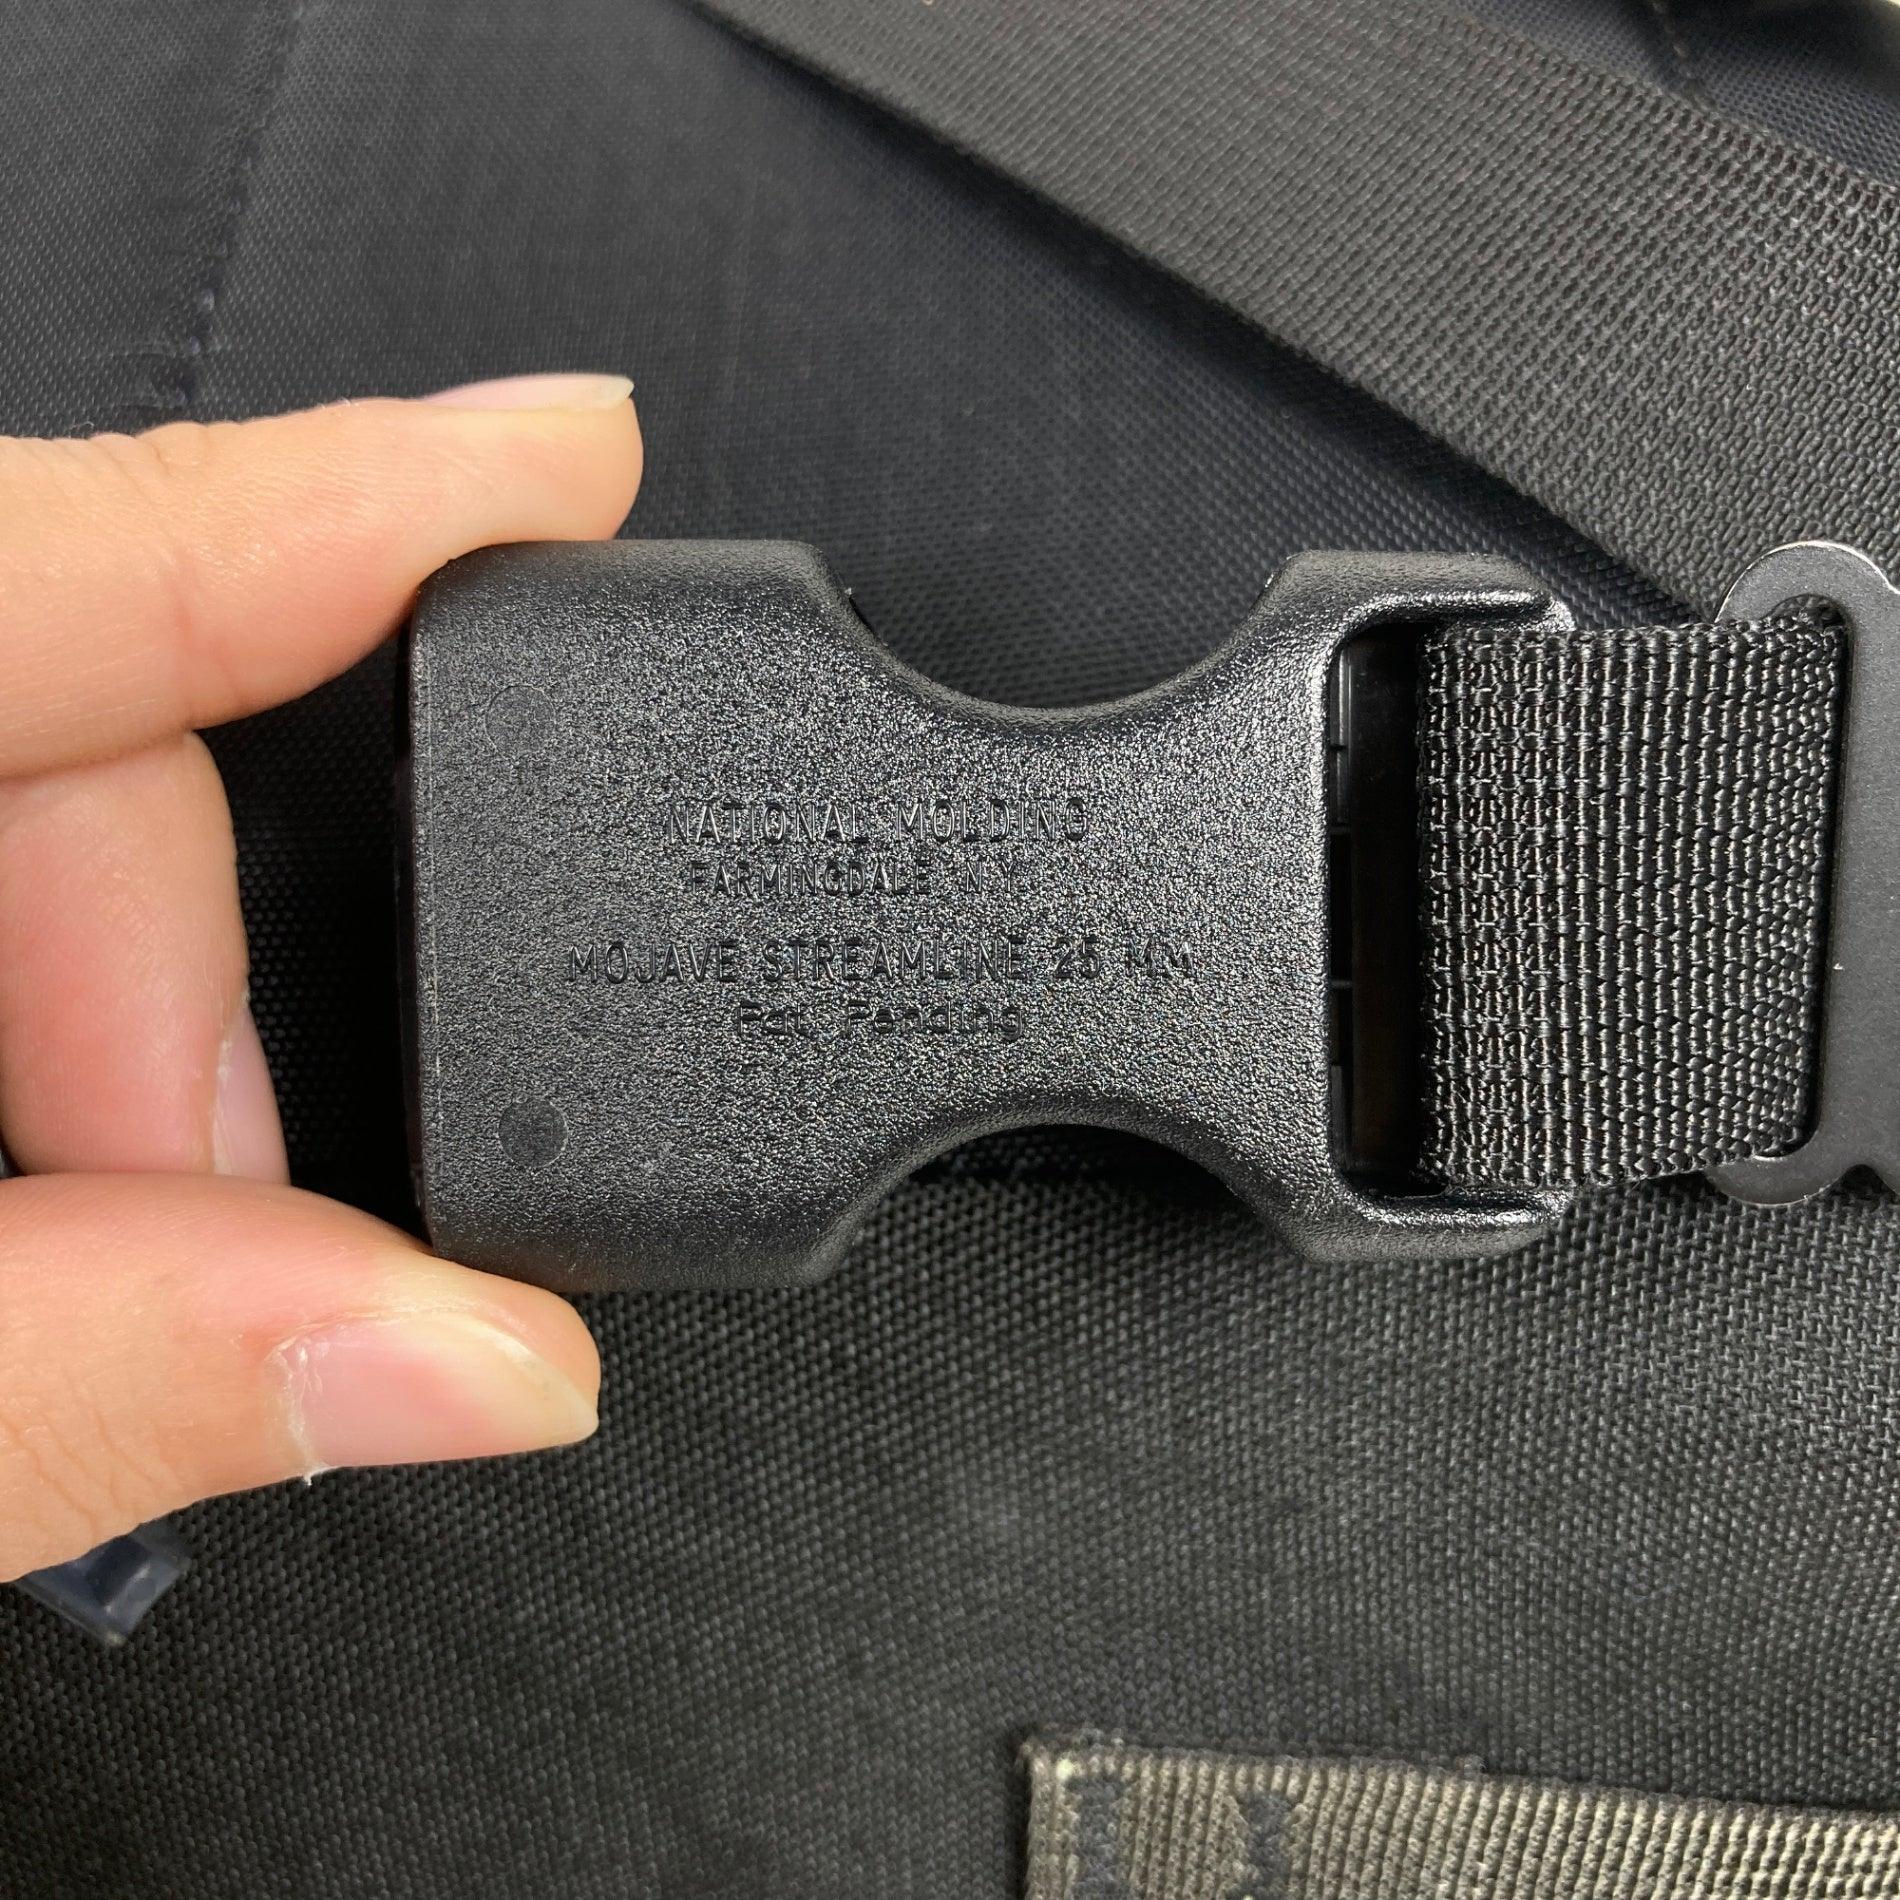 NATIONAL MOLDING
FARMINGDALE N.Y.
MOJAVE STREAMLINE 25 MM
Pat. Pending